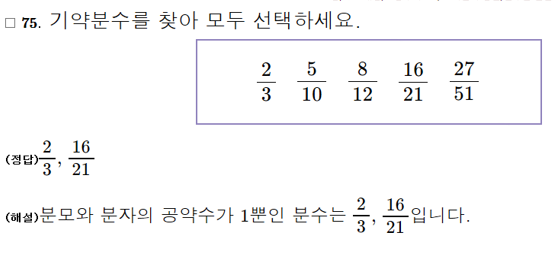 □ 75. 기약분수를 찾아 모두 선택하세요.
2/3 5/10 8/12 16/21 27/51
(정답) 2/3, 16/21
(해설) 분모와 분자의 공약수가 1뿐인 분수는 2/3, 16/21입니다.